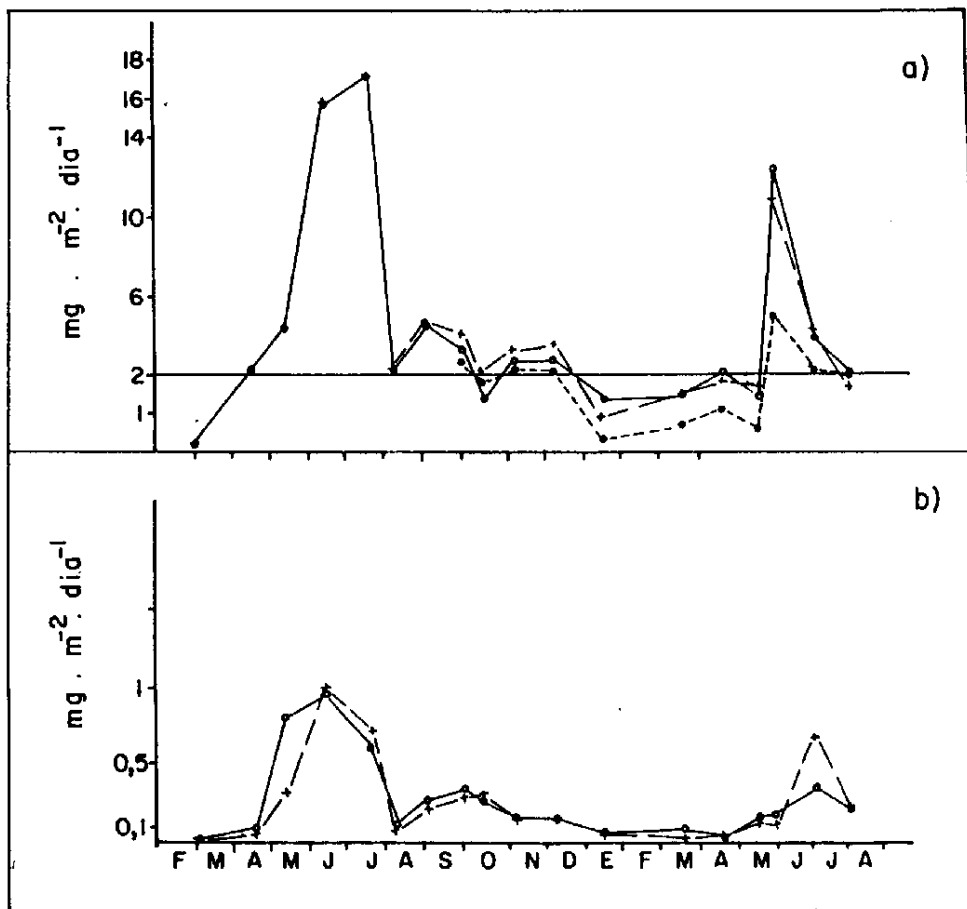 a)
mg . m⁻² . dia⁻¹
18
16
14
10
6
2
1
b)
mg . m⁻² . dia⁻¹
1
0,5
0,1
F M A M J J A S O N D E F M A M J J A